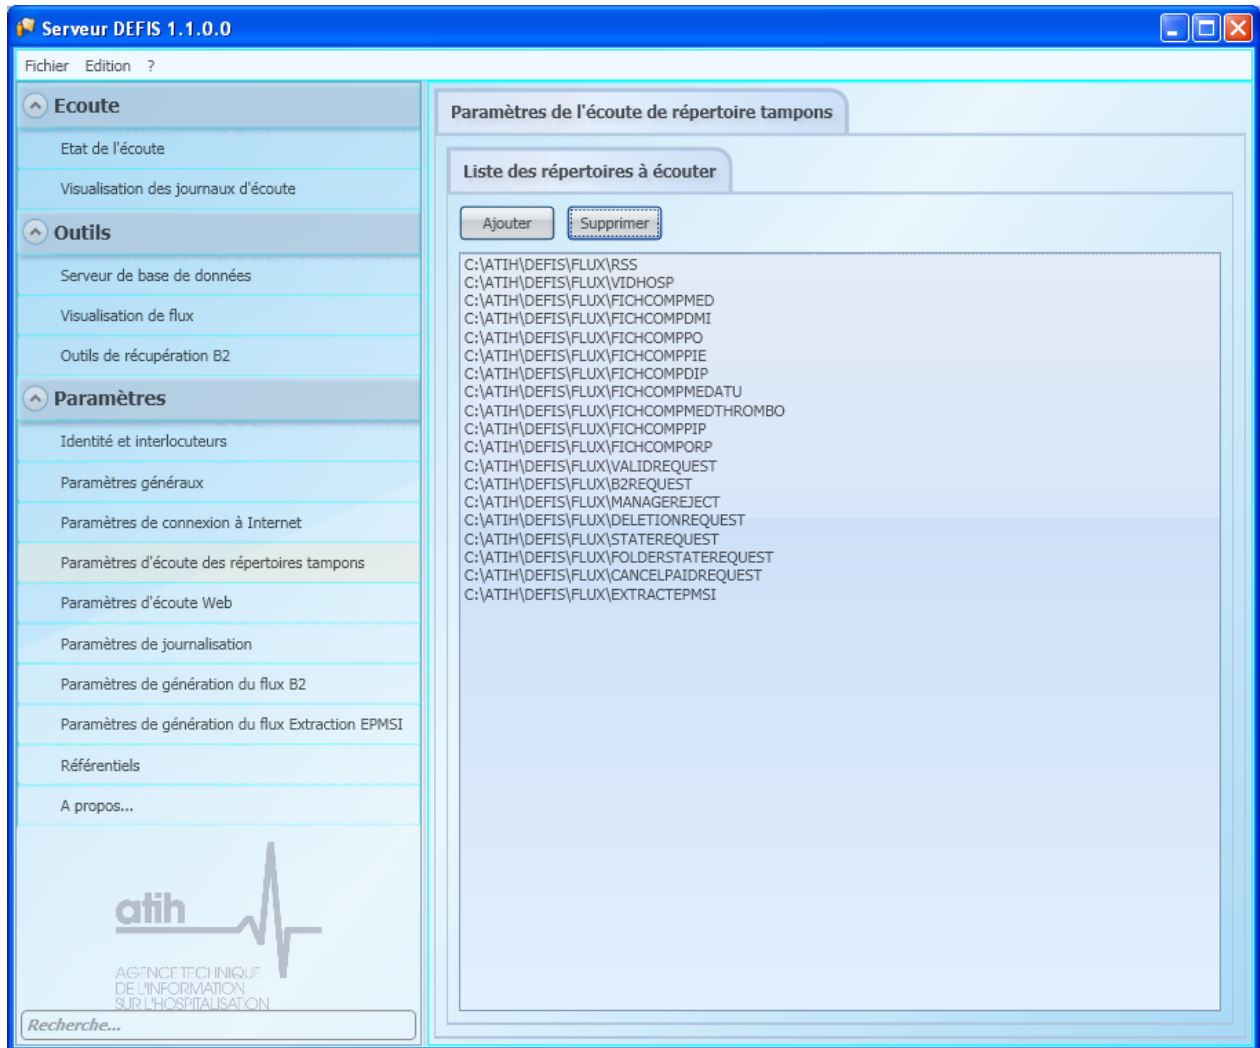 Serveur DEFIS 1.1.0.0
Fichier Edition ?
Ecoute
Etat de l'écoute
Visualisation des journaux d'écoute
Outils
Serveur de base de données
Visualisation de flux
Outils de récupération B2
Paramètres
Identité et interlocuteurs
Paramètres généraux
Paramètres de connexion à Internet
Paramètres d'écoute des répertoires tampons
Paramètres d'écoute Web
Paramètres de journalisation
Paramètres de génération du flux B2
Paramètres de génération du flux Extraction EPMSI
Référentiels
A propos...
atih
AGENCE TECHNIQUE
DE L'INFORMATION
SUR L'HOSPITALISATION
Recherche...
Paramètres de l'écoute de répertoire tampons
Liste des répertoires à écouter
Ajouter Supprimer
C:\ATIH\DEFIS\FLUX\RSS
C:\ATIH\DEFIS\FLUX\VIDHOSP
C:\ATIH\DEFIS\FLUX\FICHCOMPMED
C:\ATIH\DEFIS\FLUX\FICHCOMPDMI
C:\ATIH\DEFIS\FLUX\FICHCOMPPO
C:\ATIH\DEFIS\FLUX\FICHCOMPPIE
C:\ATIH\DEFIS\FLUX\FICHCOMPDIP
C:\ATIH\DEFIS\FLUX\FICHCOMPMEDATU
C:\ATIH\DEFIS\FLUX\FICHCOMPMEDTHROMBO
C:\ATIH\DEFIS\FLUX\FICHCOMPPIP
C:\ATIH\DEFIS\FLUX\FICHCOMPORP
C:\ATIH\DEFIS\FLUX\VALIDREQUEST
C:\ATIH\DEFIS\FLUX\B2REQUEST
C:\ATIH\DEFIS\FLUX\MANAGEREJECT
C:\ATIH\DEFIS\FLUX\DELETIONREQUEST
C:\ATIH\DEFIS\FLUX\STATEREQUEST
C:\ATIH\DEFIS\FLUX\FOLDERSTATEREQUEST
C:\ATIH\DEFIS\FLUX\CANCELPAIDREQUEST
C:\ATIH\DEFIS\FLUX\EXTRACTEPMSI